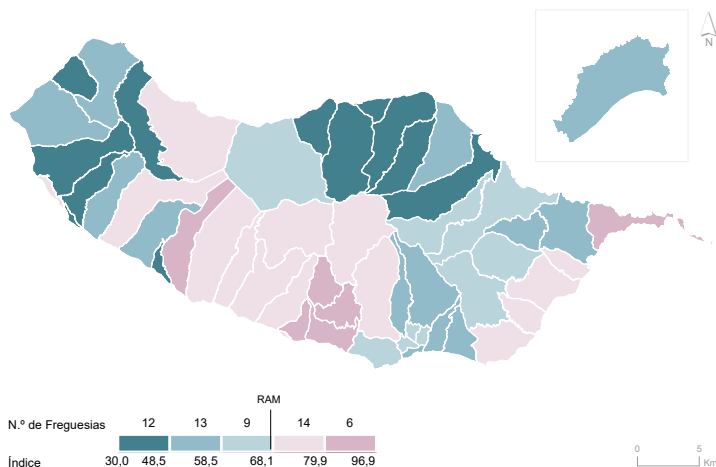 N
RAM
N.º de Freguesias 12 13 9 14 6
Índice 30,0 48,5 58,5 68,1 79,9 96,9
0 5
Km